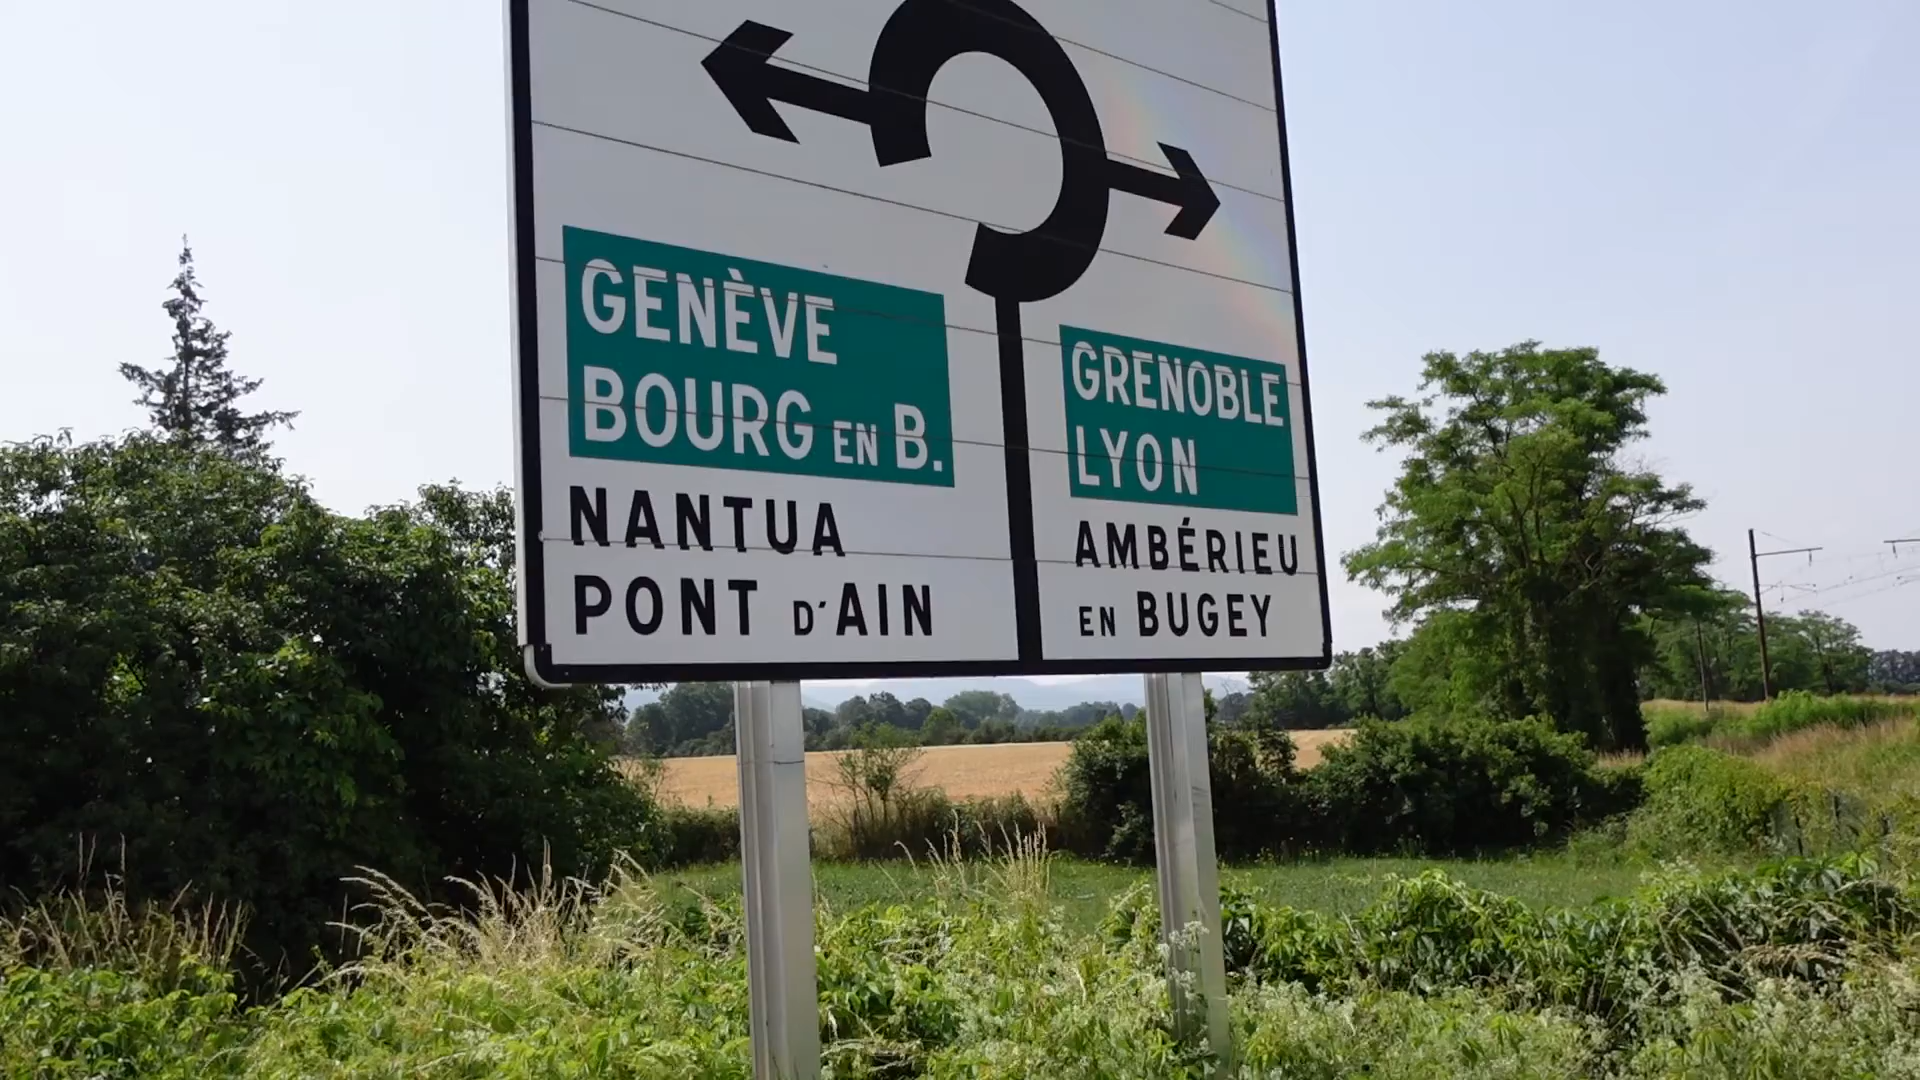 GENÈVE
BOURG EN B.
NANTUA
PONT D'AIN
GRENOBLE
LYON
AMBÉRIEU
EN BUGEY